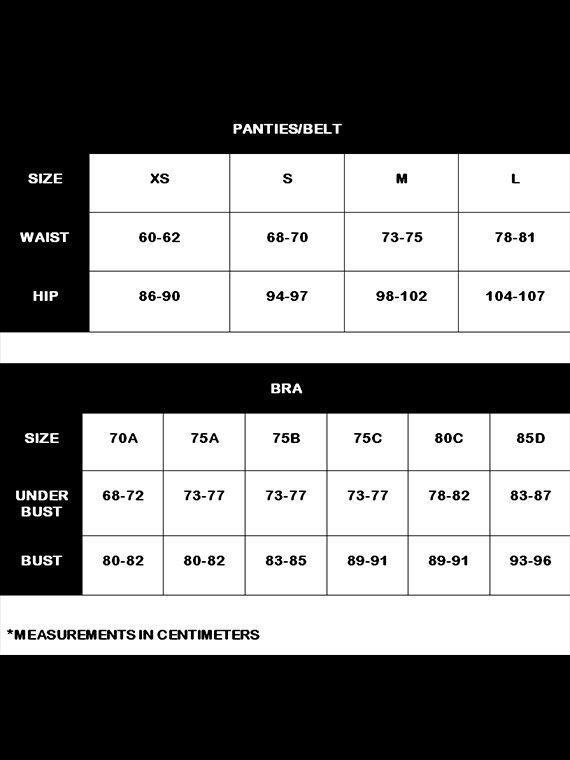 PANTIES/BELT
SIZE XS S M L
WAIST 60-62 68-70 73-75 78-81
HIP 86-90 94-97 98-102 104-107
BRA
SIZE 70A 75A 75B 75C 80C 85D
UNDER BUST 68-72 73-77 73-77 73-77 78-82 83-87
BUST 80-82 80-82 83-85 89-91 89-91 93-96
*MEASUREMENTS IN CENTIMETERS